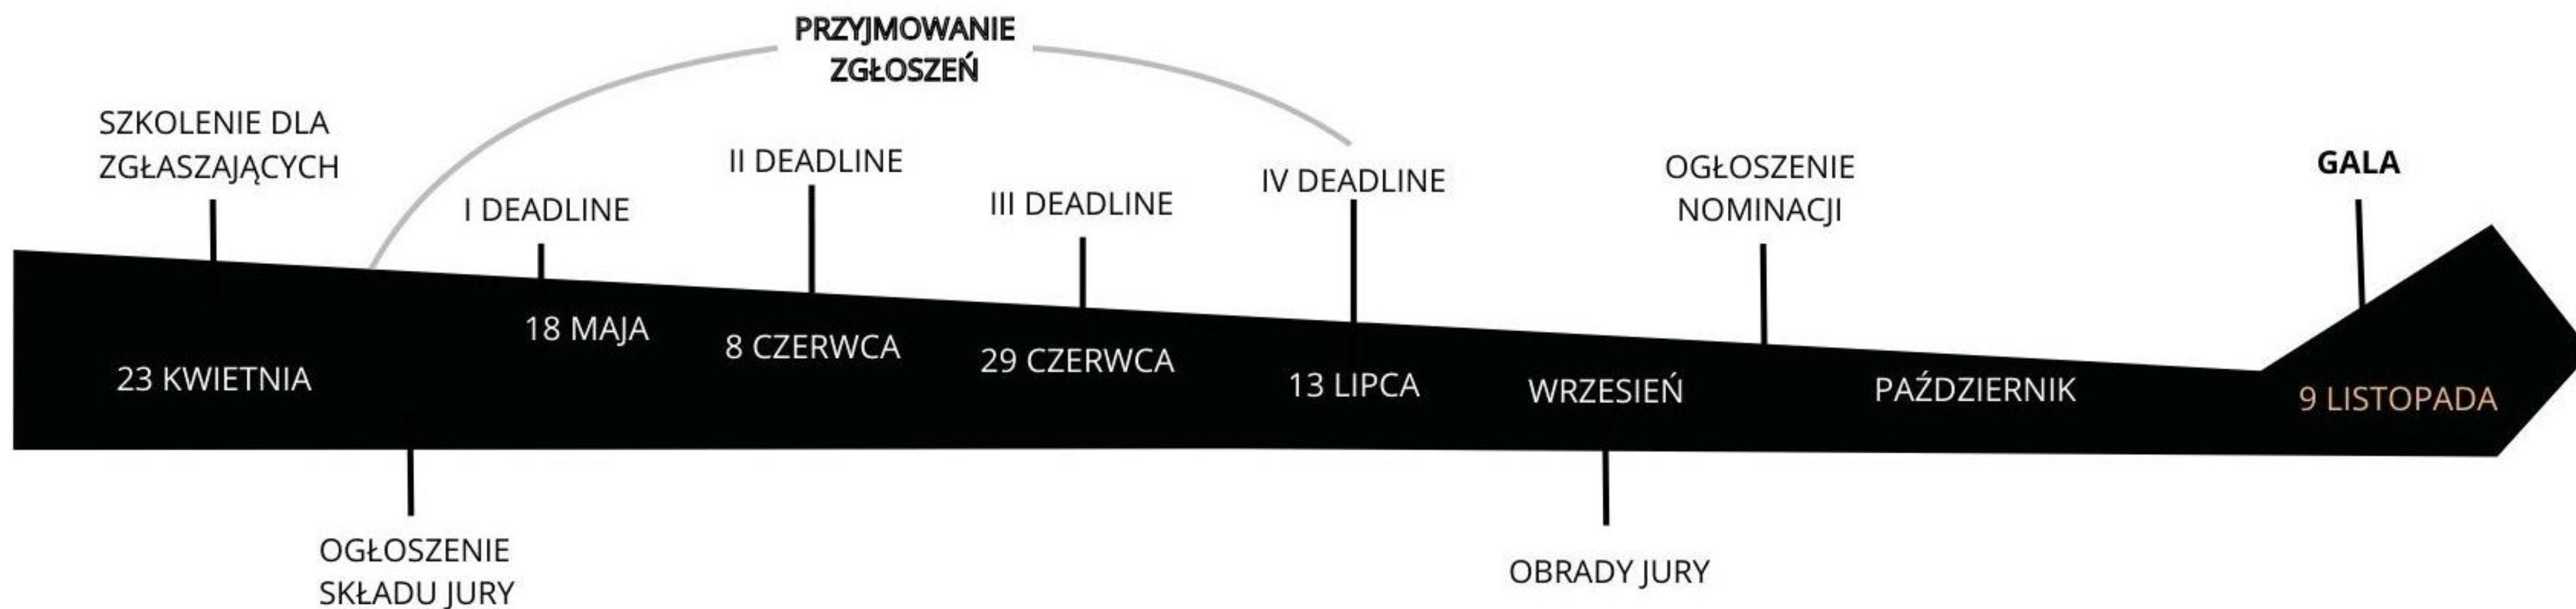 PRZYJMOWANIE
ZGŁOSZEŃ
SZKOLENIE DLA
ZGŁASZAJĄCYCH
I DEADLINE
II DEADLINE
III DEADLINE
IV DEADLINE
OGŁOSZENIE
NOMINACJI
GALA
23 KWIETNIA
18 MAJA
8 CZERWCA
29 CZERWCA
13 LIPCA
WRZESIEŃ
PAŹDZIERNIK
9 LISTOPADA
OGŁOSZENIE
SKŁADU JURY
OBRADY JURY